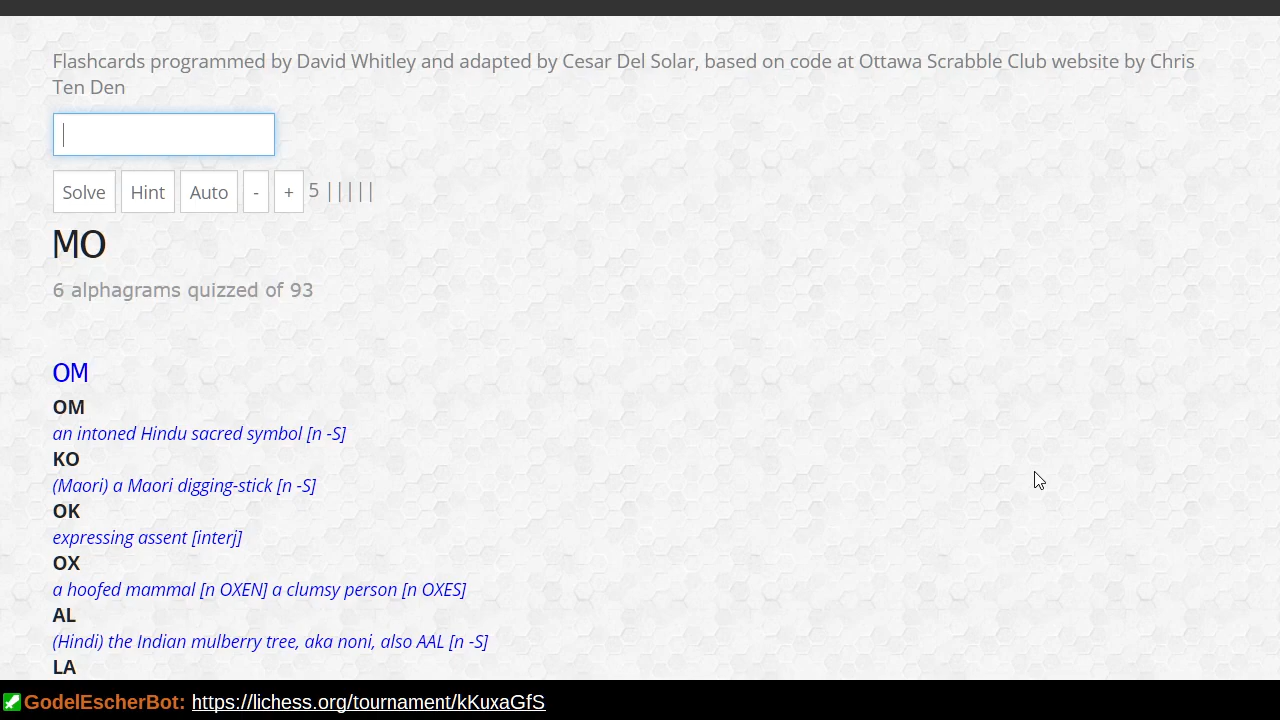 Flashcards programmed by David Whitley and adapted by Cesar Del Solar, based on code at Ottawa Scrabble Club website by Chris
Ten Den
Solve Hint Auto - + 5 |||||
MO
6 alphagrams quizzed of 93
OM
OM
an intoned Hindu sacred symbol [n -S]
KO
(Maori) a Maori digging-stick [n -S]
OK
expressing assent [interj]
OX
a hoofed mammal [n OXEN] a clumsy person [n OXES]
AL
(Hindi) the Indian mulberry tree, aka noni, also AAL [n -S]
LA
GodelEscherBot: https://lichess.org/tournament/kKuxaGfS